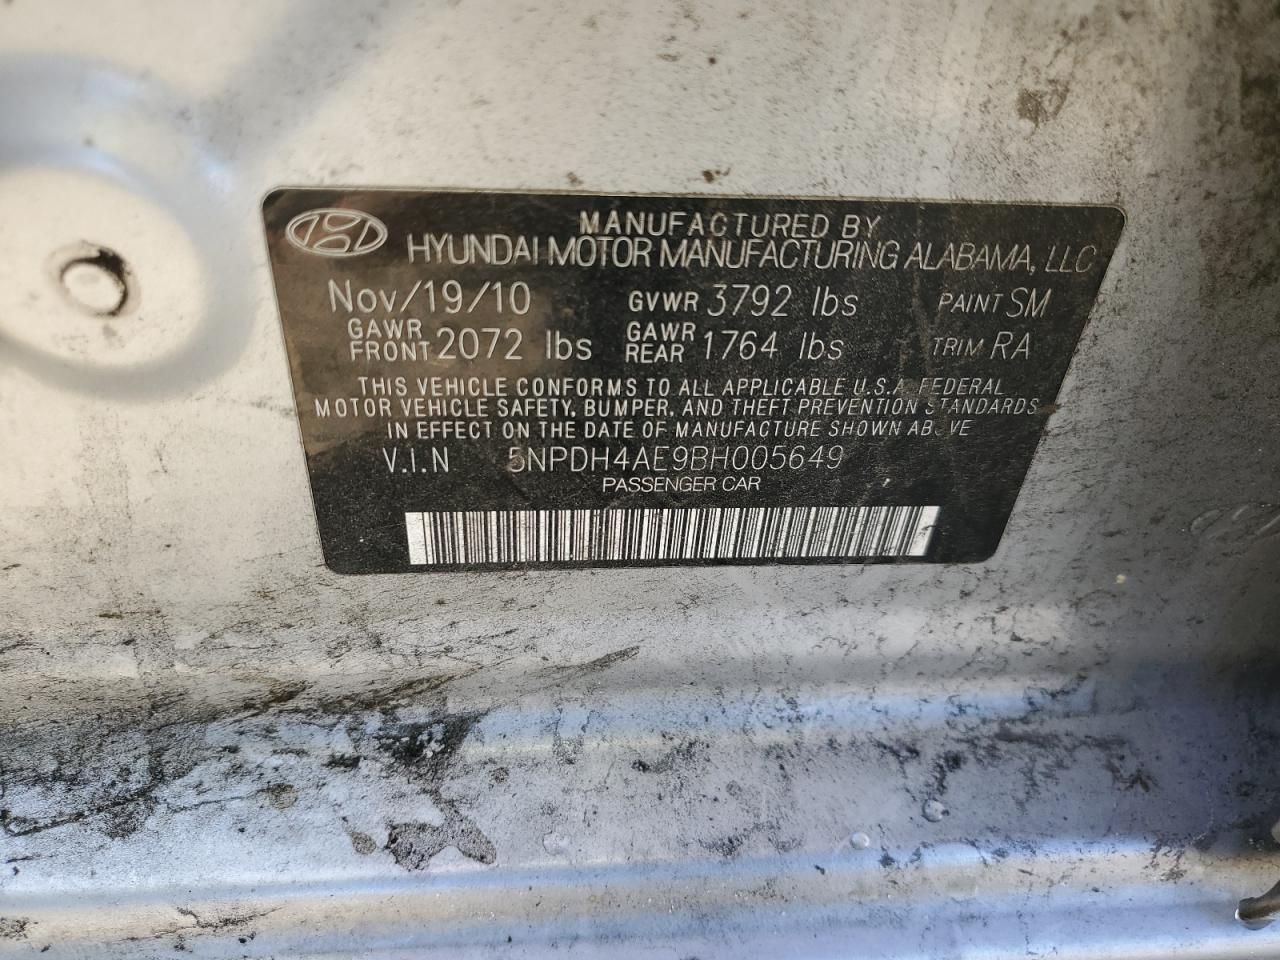 MANUFACTURED BY
HYUNDAI MOTOR MANUFACTURING ALABAMA, LLC
Nov/19/10 GVWR 3792 lbs PAINT SM
GAWR FRONT 2072 lbs GAWR REAR 1764 lbs TRIM RA
THIS VEHICLE CONFORMS TO ALL APPLICABLE U.S.A. FEDERAL
MOTOR VEHICLE SAFETY, BUMPER, AND THEFT PREVENTION STANDARDS
IN EFFECT ON THE DATE OF MANUFACTURE SHOWN ABOVE
V.I.N 5NPDH4AE9BH005649
PASSENGER CAR